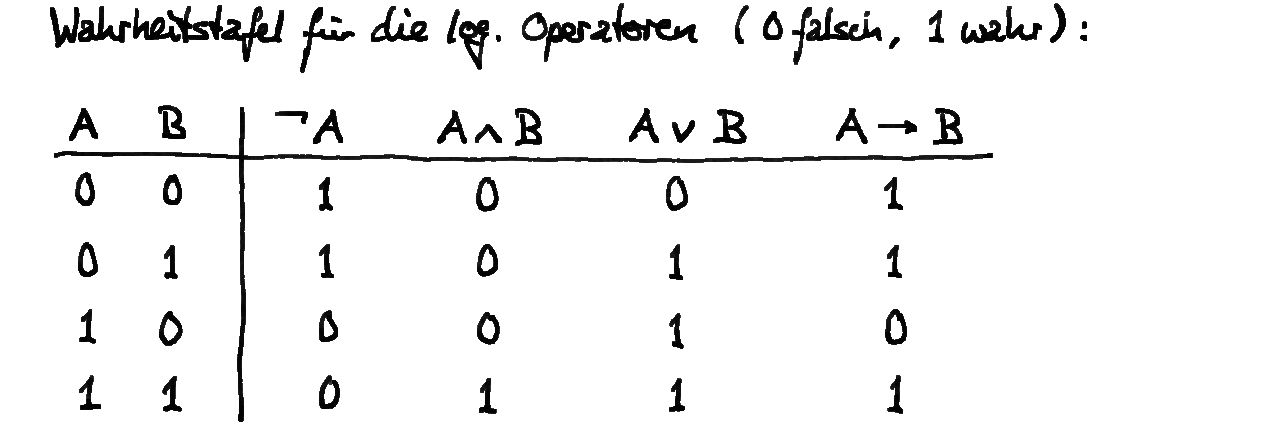 Wahrheitstafel für die log. Operatoren (0 falsch, 1 wahr):
A B ¬A A∧B A∨B A→B
0 0 1 0 0 1
0 1 1 0 1 1
1 0 0 0 1 0
1 1 0 1 1 1